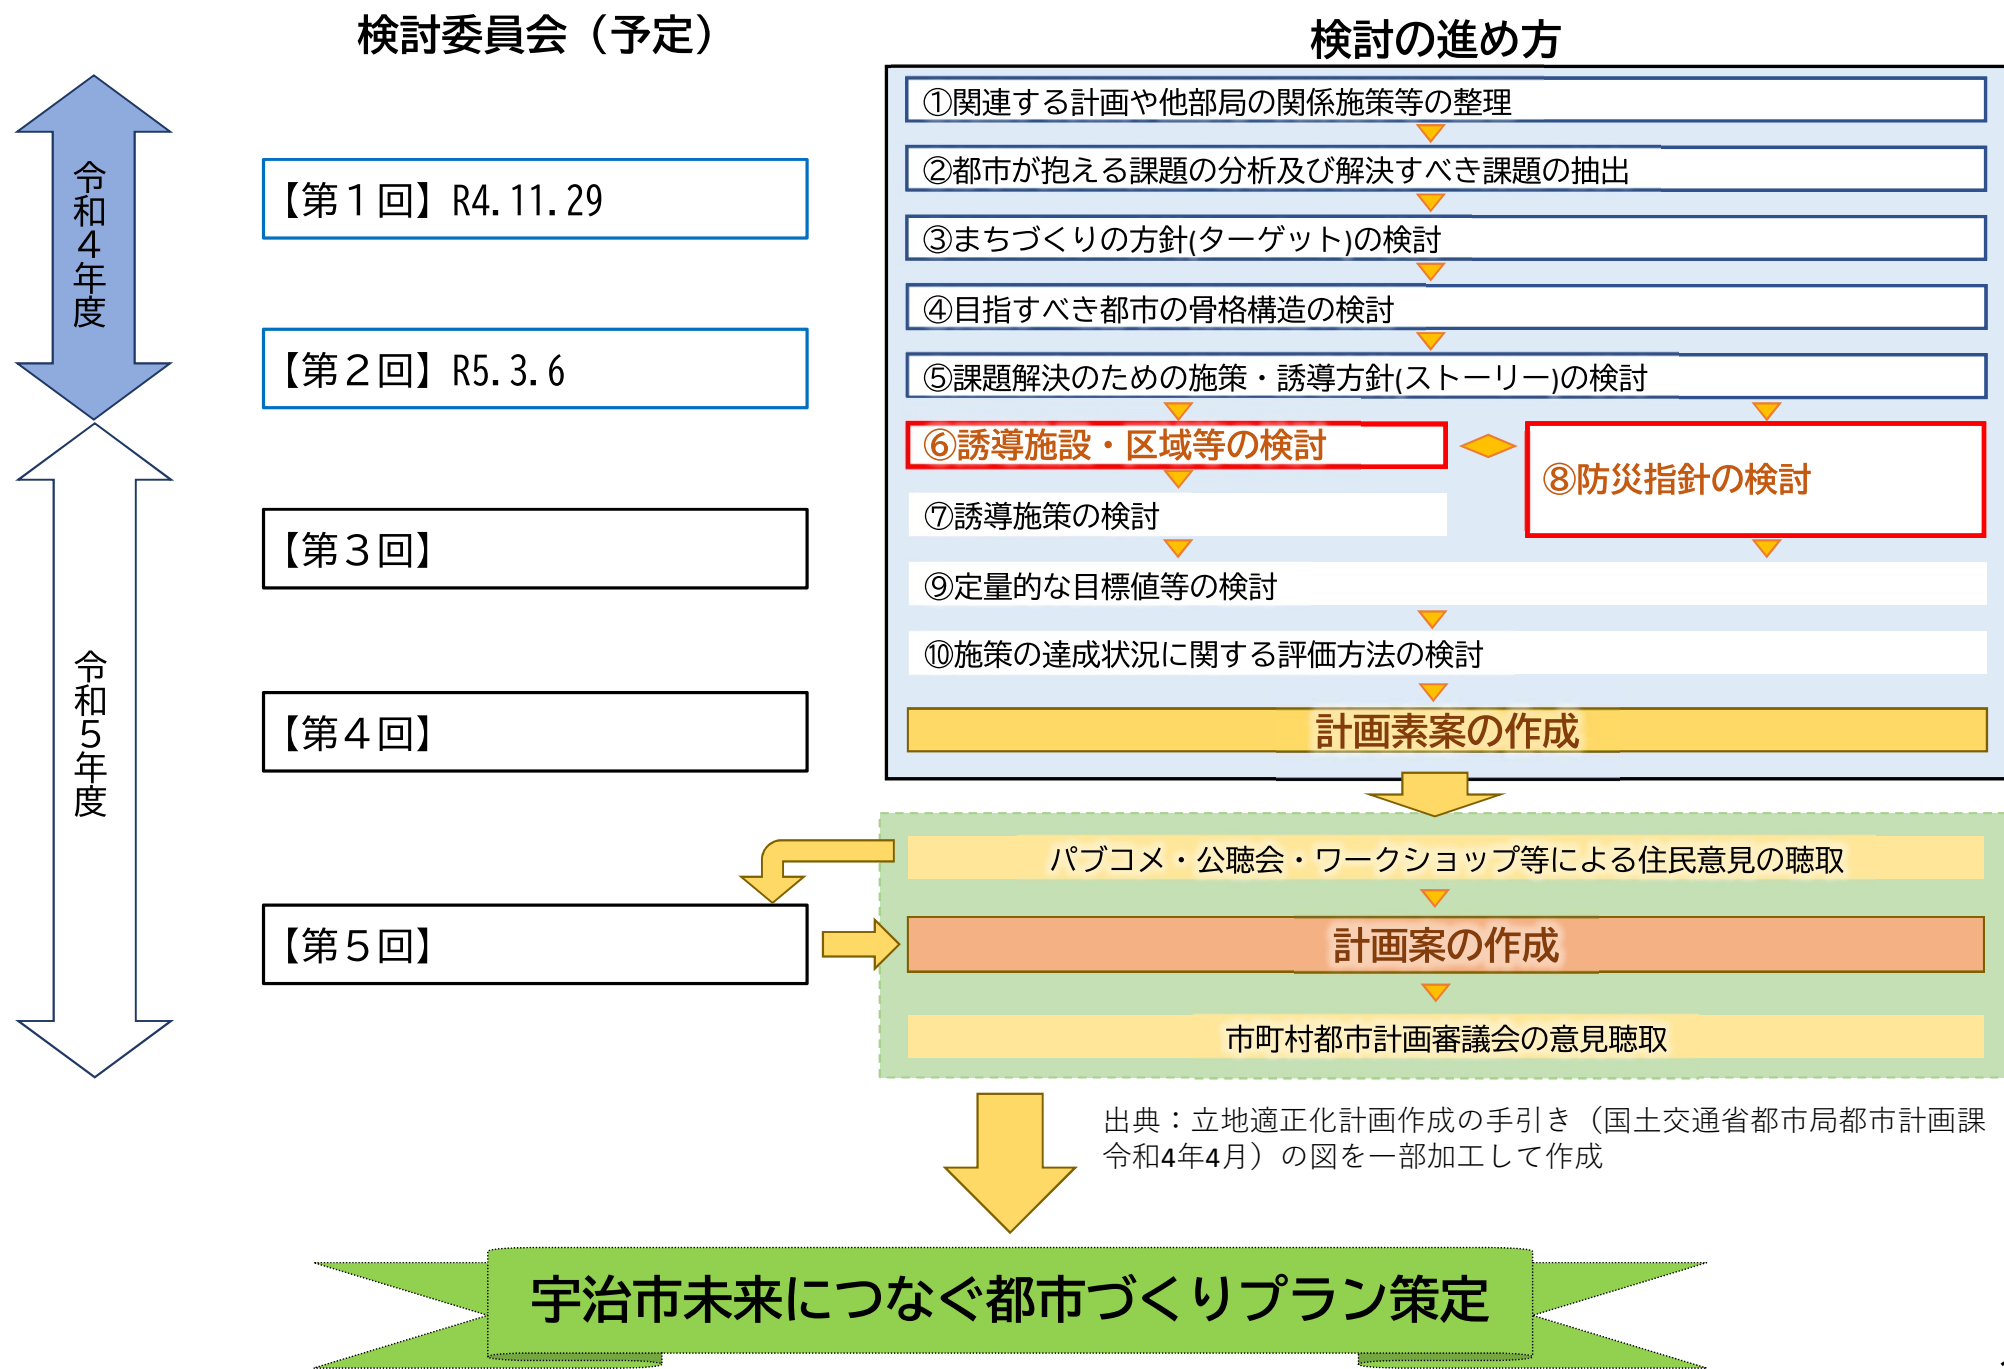 検討委員会（予定）
検討の進め方
令和４年度
令和５年度
【第１回】R4.11.29
【第２回】R5.3.6
【第３回】
【第４回】
【第５回】
①関連する計画や他部局の関係施策等の整理
②都市が抱える課題の分析及び解決すべき課題の抽出
③まちづくりの方針(ターゲット)の検討
④目指すべき都市の骨格構造の検討
⑤課題解決のための施策・誘導方針(ストーリー)の検討
⑥誘導施設・区域等の検討
⑧防災指針の検討
⑦誘導施策の検討
⑨定量的な目標値等の検討
⑩施策の達成状況に関する評価方法の検討
計画素案の作成
パブコメ・公聴会・ワークショップ等による住民意見の聴取
計画案の作成
市町村都市計画審議会の意見聴取
出典：立地適正化計画作成の手引き（国土交通省都市局都市計画課
令和4年4月）の図を一部加工して作成
宇治市未来につなぐ都市づくりプラン策定